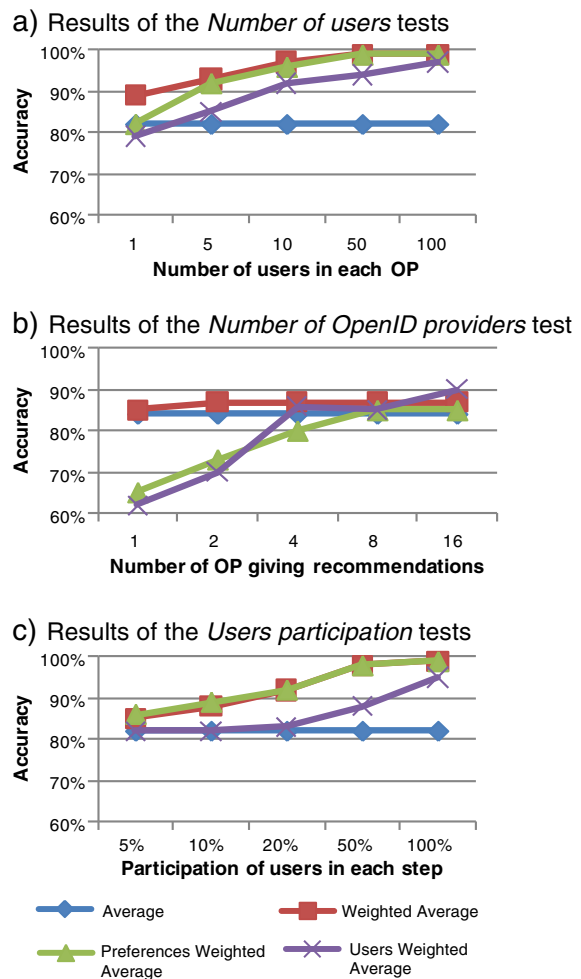 a) Results of the Number of users tests
100%
90%
80%
70%
60%
Accuracy
1 5 10 50 100
Number of users in each OP
b) Results of the Number of OpenID providers test
100%
90%
80%
70%
60%
Accuracy
1 2 4 8 16
Number of OP giving recommendations
c) Results of the Users participation tests
100%
90%
80%
70%
60%
Accuracy
5% 10% 20% 50% 100%
Participation of users in each step
Average
Weighted Average
Preferences Weighted
Average
Users Weighted
Average